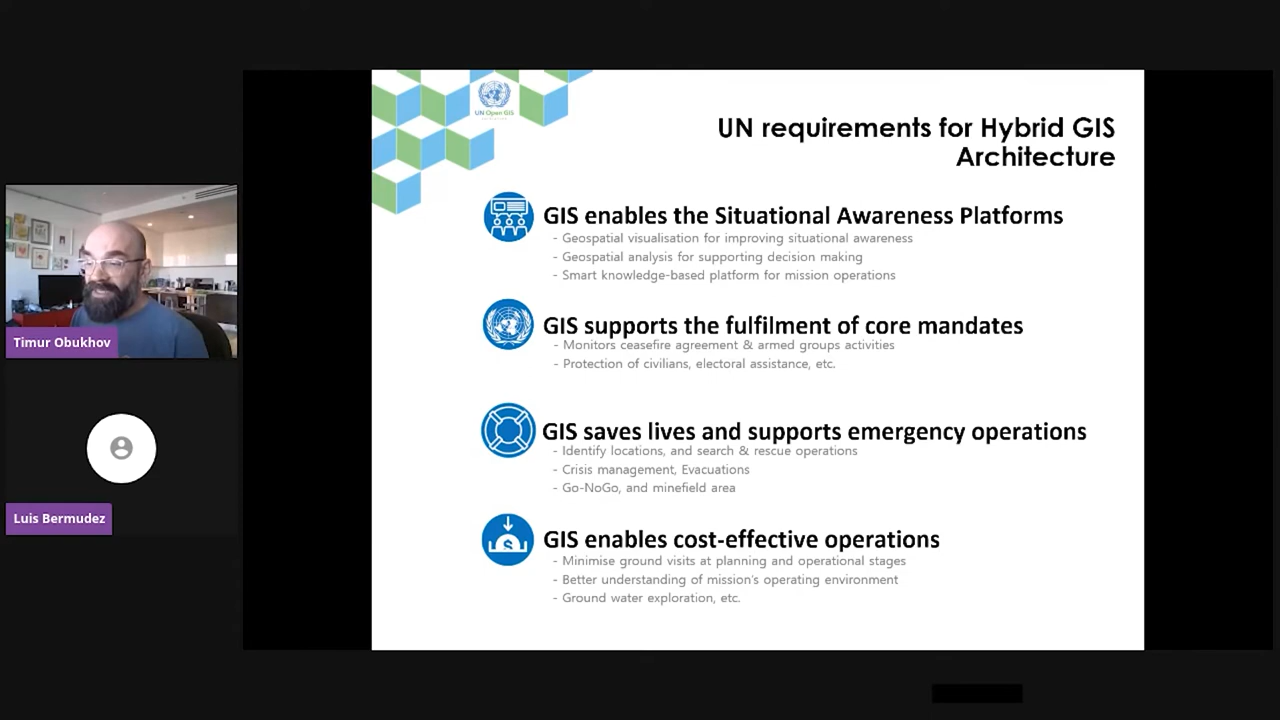 UN Open GIS
UN requirements for Hybrid GIS
Architecture
GIS enables the Situational Awareness Platforms
- Geospatial visualisation for improving situational awareness
- Geospatial analysis for supporting decision making
- Smart knowledge-based platform for mission operations
GIS supports the fulfilment of core mandates
- Monitors ceasefire agreement & armed groups activities
- Protection of civilians, electoral assistance, etc.
GIS saves lives and supports emergency operations
- Identify locations, and search & rescue operations
- Crisis management, Evacuations
- Go-NoGo, and minefield area
GIS enables cost-effective operations
- Minimise ground visits at planning and operational stages
- Better understanding of mission's operating environment
- Ground water exploration, etc.
Timur Obukhov
Luis Bermudez